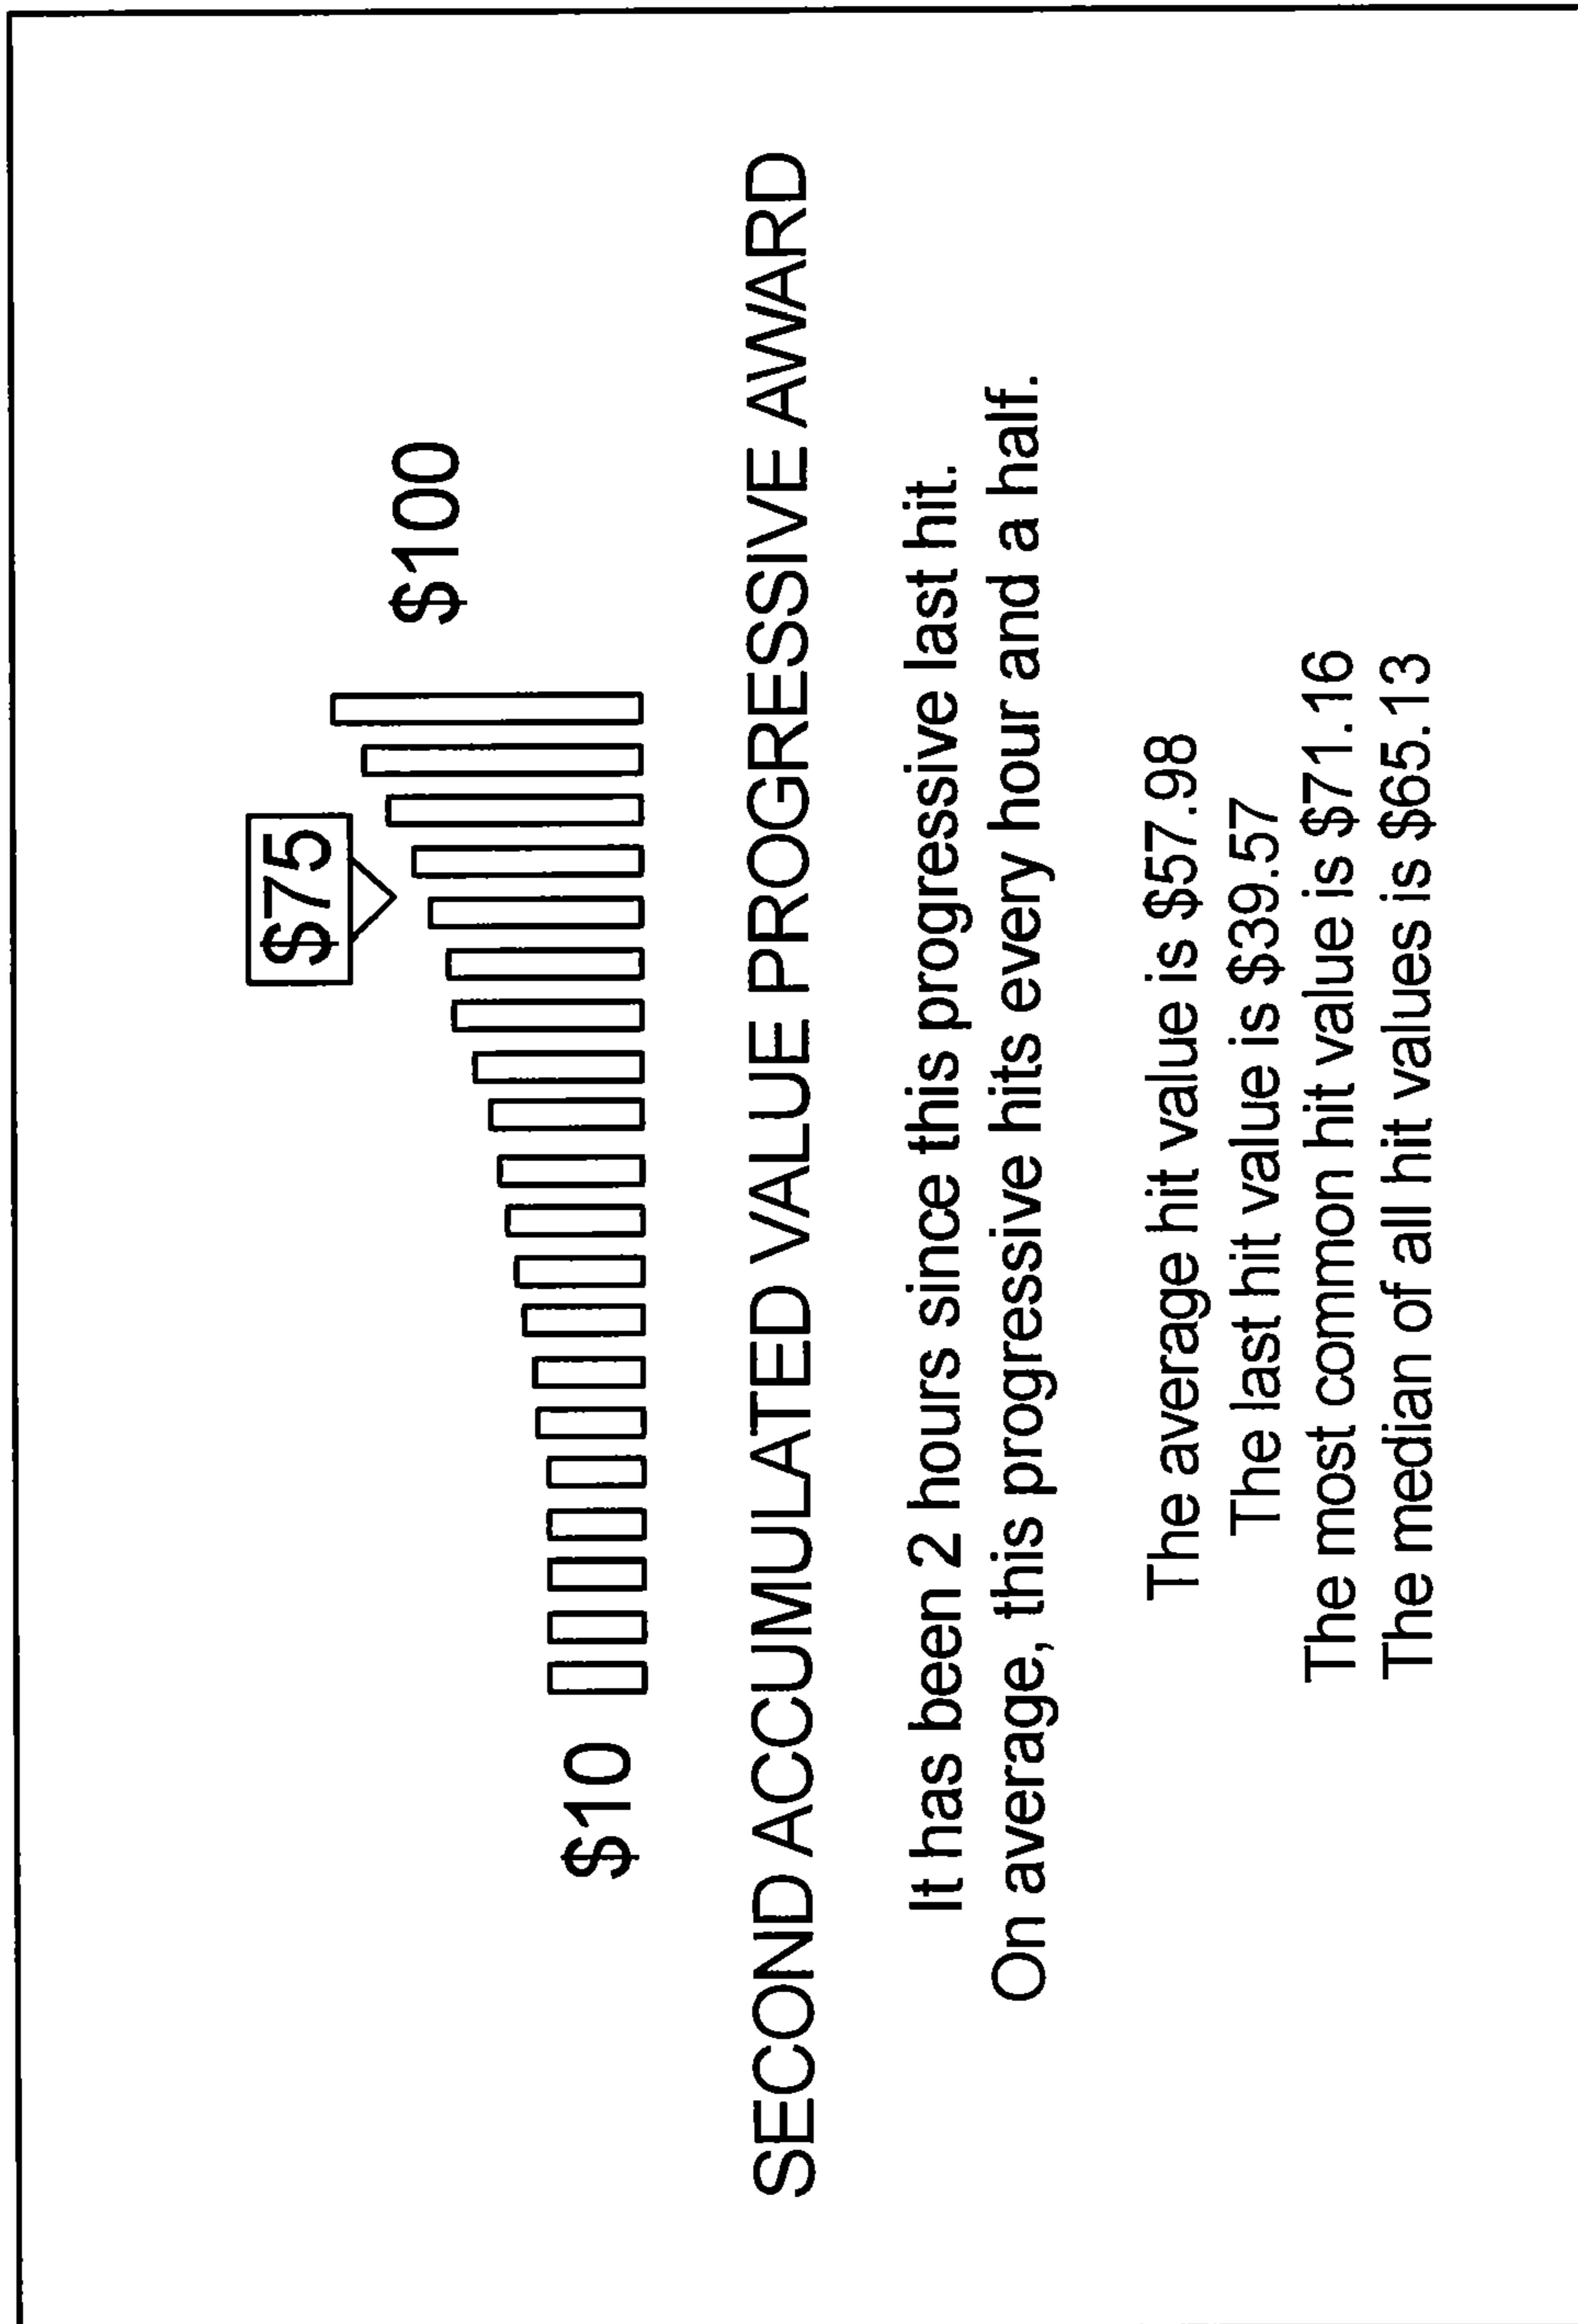 $75
$10
$100
SECOND ACCUMULATED VALUE PROGRESSIVE AWARD
It has been 2 hours since this progressive last hit.
On average, this progressive hits every hour and a half.
The average hit value is $57.98
The last hit value is $39.57
The most common hit value is $71.16
The median of all hit values is $65.13